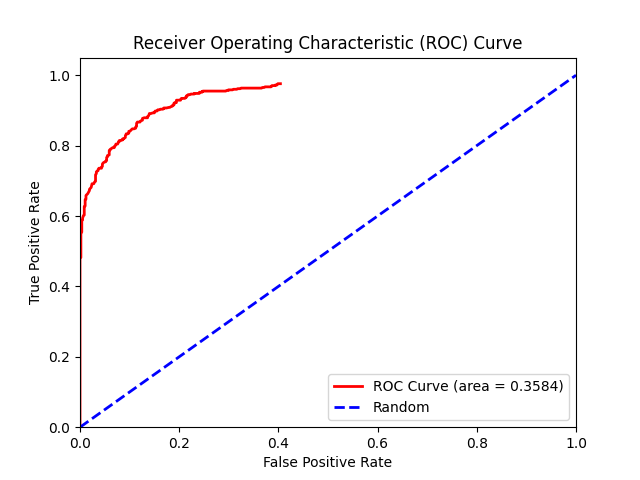 Receiver Operating Characteristic (ROC) Curve
1.0
0.8
0.6
0.4
0.2
0.0
True Positive Rate
ROC Curve (area = 0.3584)
Random
0.0 0.2 0.4 0.6 0.8 1.0
False Positive Rate